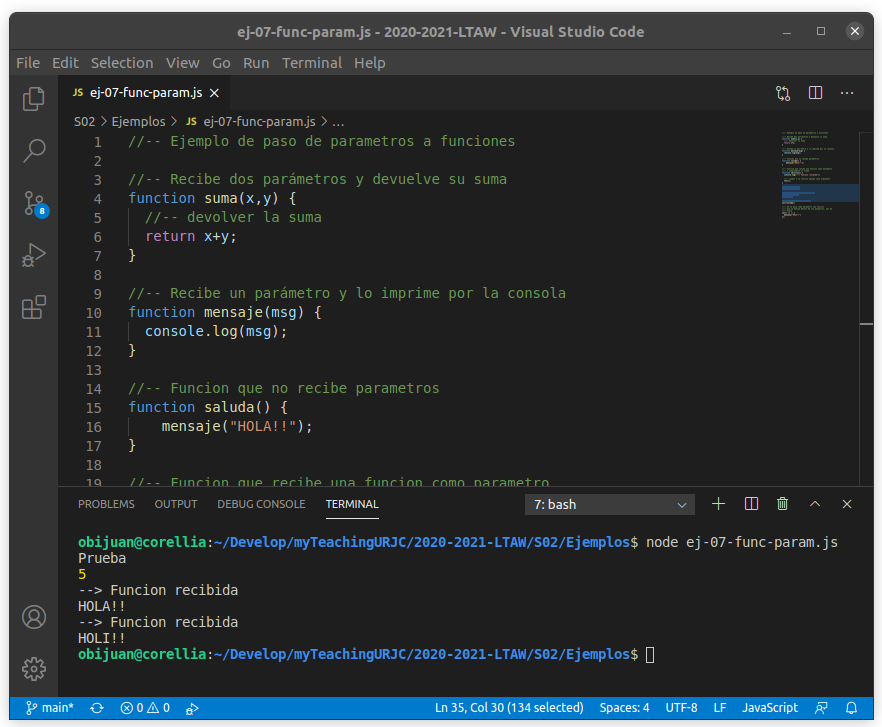 ej-07-func-param.js - 2020-2021-LTAW - Visual Studio Code
File Edit Selection View Go Run Terminal Help
JS ej-07-func-param.js
S02 > Ejemplos > JS ej-07-func-param.js > ...
1 //-- Ejemplo de paso de parametros a funciones
2
3 //-- Recibe dos parámetros y devuelve su suma
4 function suma(x,y) {
5 //-- devolver la suma
6 return x+y;
7 }
8
9 //-- Recibe un parámetro y lo imprime por la consola
10 function mensaje(msg) {
11 console.log(msg);
12 }
13
14 //-- Funcion que no recibe parametros
15 function saluda() {
16 mensaje("HOLA!!");
17 }
18
19 //-- Funcion que recibe una funcion como parametro
8
PROBLEMS OUTPUT DEBUG CONSOLE TERMINAL 7: bash
obijuan@corellia:~/Develop/myTeachingURJC/2020-2021-LTAW/S02/Ejemplos$ node ej-07-func-param.js
Prueba
5
--> Funcion recibida
HOLA!!
--> Funcion recibida
HOLI!!
obijuan@corellia:~/Develop/myTeachingURJC/2020-2021-LTAW/S02/Ejemplos$
main* 0 0 Ln 35, Col 30 (134 selected) Spaces: 4 UTF-8 LF JavaScript